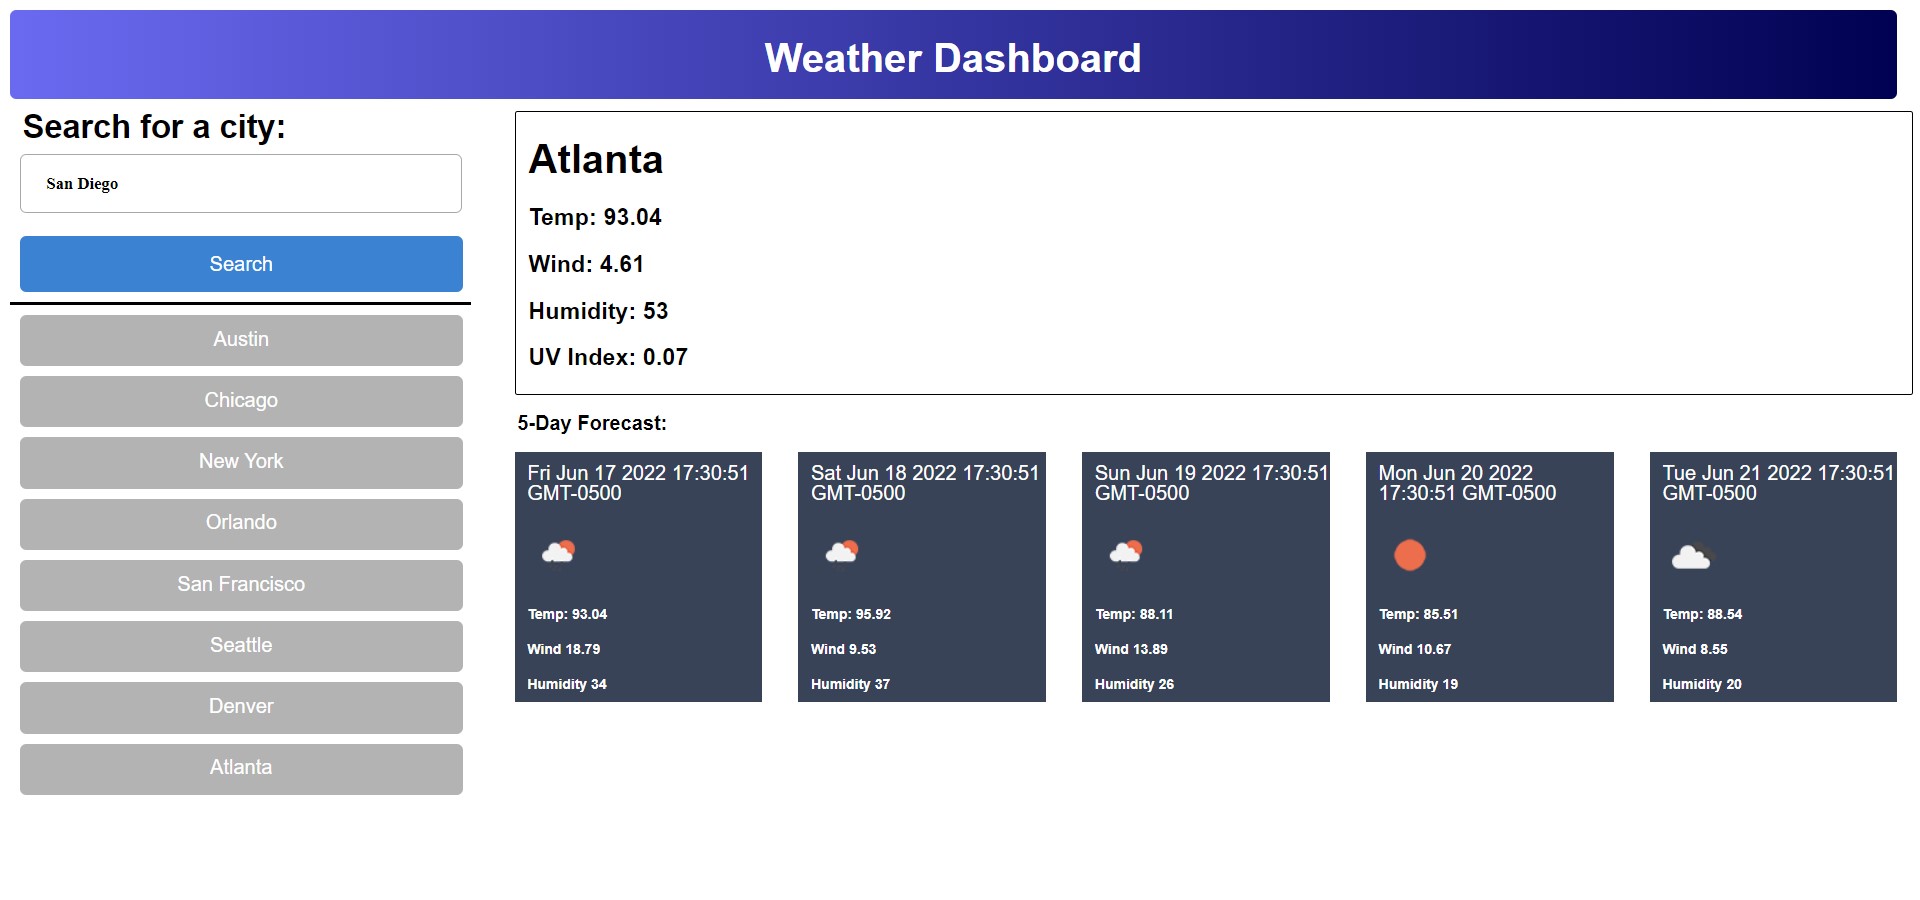 Weather Dashboard
Search for a city:
San Diego
Search
Austin
Chicago
New York
Orlando
San Francisco
Seattle
Denver
Atlanta
Atlanta
Temp: 93.04
Wind: 4.61
Humidity: 53
UV Index: 0.07
5-Day Forecast:
Fri Jun 17 2022 17:30:51
GMT-0500
Temp: 93.04
Wind 18.79
Humidity 34
Sat Jun 18 2022 17:30:51
GMT-0500
Temp: 95.92
Wind 9.53
Humidity 37
Sun Jun 19 2022 17:30:51
GMT-0500
Temp: 88.11
Wind 13.89
Humidity 26
Mon Jun 20 2022
17:30:51 GMT-0500
Temp: 85.51
Wind 10.67
Humidity 19
Tue Jun 21 2022 17:30:51
GMT-0500
Temp: 88.54
Wind 8.55
Humidity 20